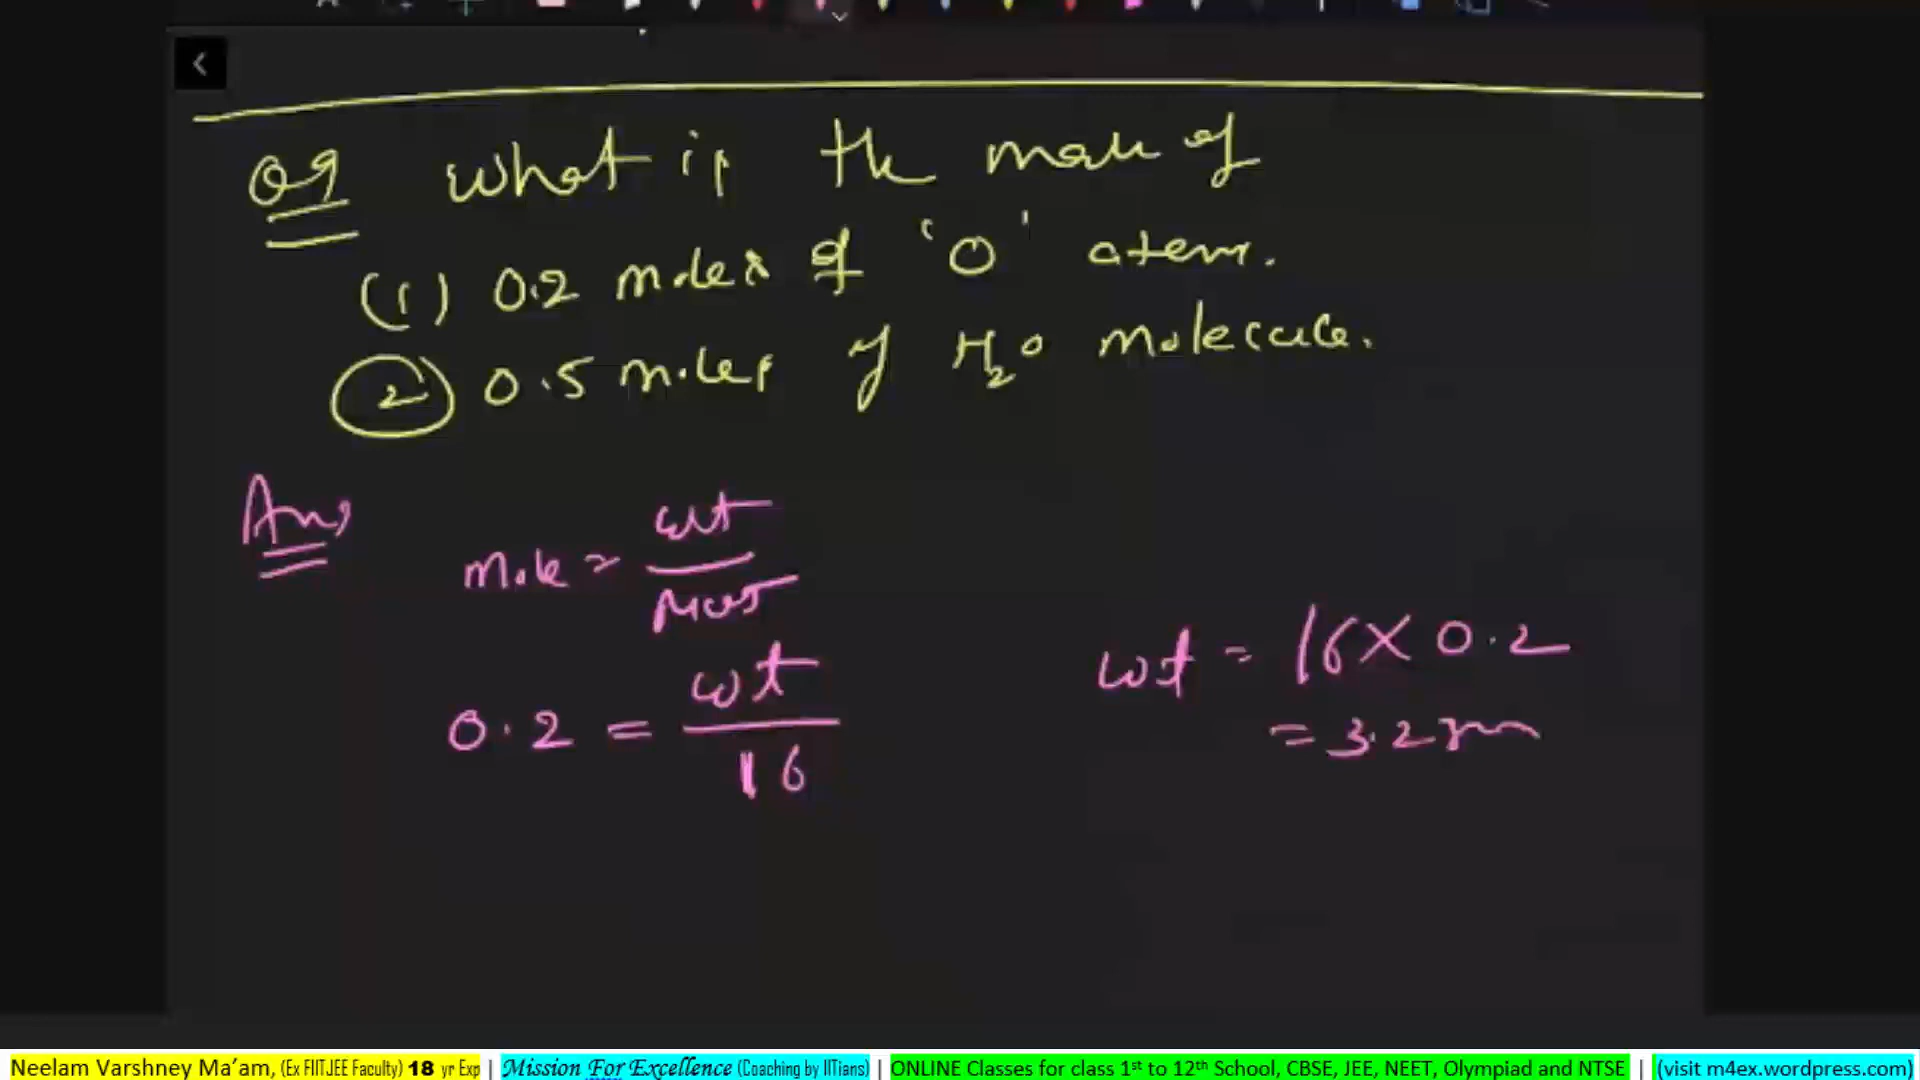 Q9 What is the mass of
(1) 0.2 moles of 'O' atoms.
(2) 0.5 moles of H₂O molecule.
Ans
mole = wt / Mwt
0.2 = wt / 16
wt = 16 X 0.2
= 3.2 gm
Neelam Varshney Ma'am, (Ex FIITJEE Faculty) 18 yr Exp | Mission For Excellence (Coaching by IITians) | ONLINE Classes for class 1st to 12th School, CBSE, JEE, NEET, Olympiad and NTSE | (visit m4ex.wordpress.com)